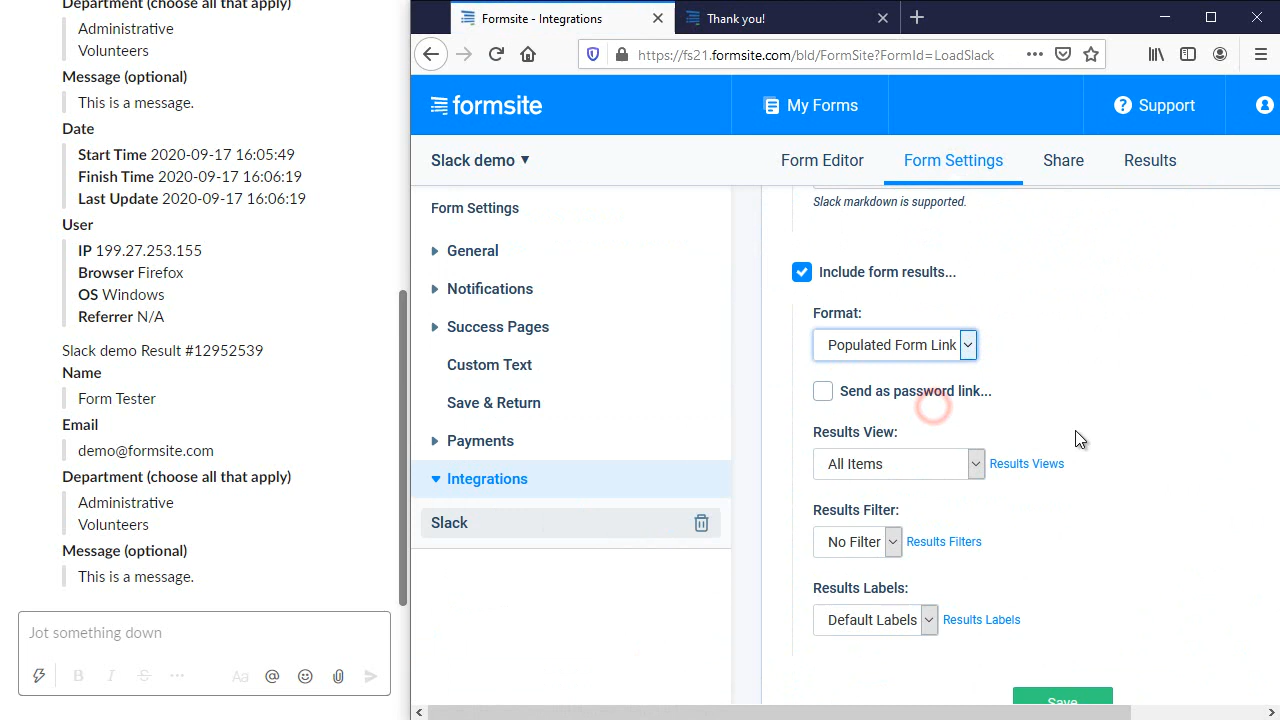 Department (choose all that apply)
Administrative
Volunteers
Message (optional)
This is a message.
Date
Start Time 2020-09-17 16:05:49
Finish Time 2020-09-17 16:06:19
Last Update 2020-09-17 16:06:19
User
IP 199.27.253.155
Browser Firefox
OS Windows
Referrer N/A
Slack demo Result #12952539
Name
Form Tester
Email
demo@formsite.com
Department (choose all that apply)
Administrative
Volunteers
Message (optional)
This is a message.
Jot something down
B I S Aa @
Formsite - Integrations
Thank you!
https://fs21.formsite.com/bld/FormSite?FormId=LoadSlack
formsite
My Forms
Support
Slack demo
Form Editor
Form Settings
Share
Results
Form Settings
General
Notifications
Success Pages
Custom Text
Save & Return
Payments
Integrations
Slack
Slack markdown is supported.
Include form results...
Format:
Populated Form Link
Send as password link...
Results View:
All Items
Results Views
Results Filter:
No Filter
Results Filters
Results Labels:
Default Labels
Results Labels
Save